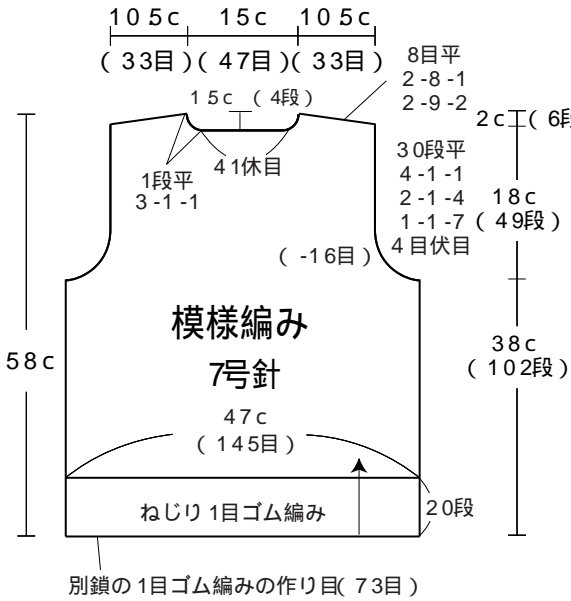 10.5c 15c 10.5c
(33目)(47目)(33目)
1.5c (4段)
8目平
2-8-1
2-9-2
2c (6段
1段平
3-1-1
41休目
30段平
4-1-1
2-1-4
1-1-7
4目伏目
(-16目)
18c
(49段)
模様編み
7号針
58c
38c
(102段)
47c
(145目)
ねじり1目ゴム編み
20段
別鎖の1目ゴム編みの作り目(73目)